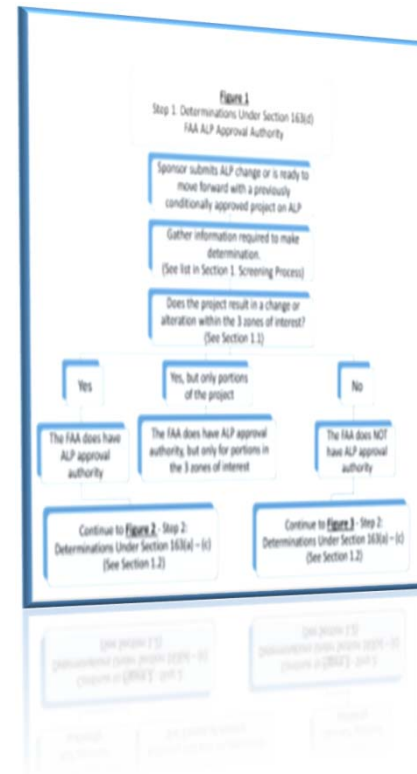 Figure 1
Step 1: Determinations Under Section 163(d)
FAA ALP Approval Authority
Sponsor submits ALP change or is ready to
move forward with a previously
conditionally approved project on ALP
Gather information required to make
determination.
(See list in Section 1. Screening Process)
Does the project result in a change or
alteration within the 3 zones of interest?
(See Section 1.1)
Yes
Yes, but only portions
of the project
No
The FAA does have
ALP approval
authority
The FAA does have ALP approval
authority, but only for portions in
the 3 zones of interest
The FAA does NOT
have ALP approval
authority
Continue to Figure 2 - Step 2:
Determinations Under Section 163(a) – (c)
(See Section 1.2)
Continue to Figure 3 - Step 2:
Determinations Under Section 163(a) – (c)
(See Section 1.2)